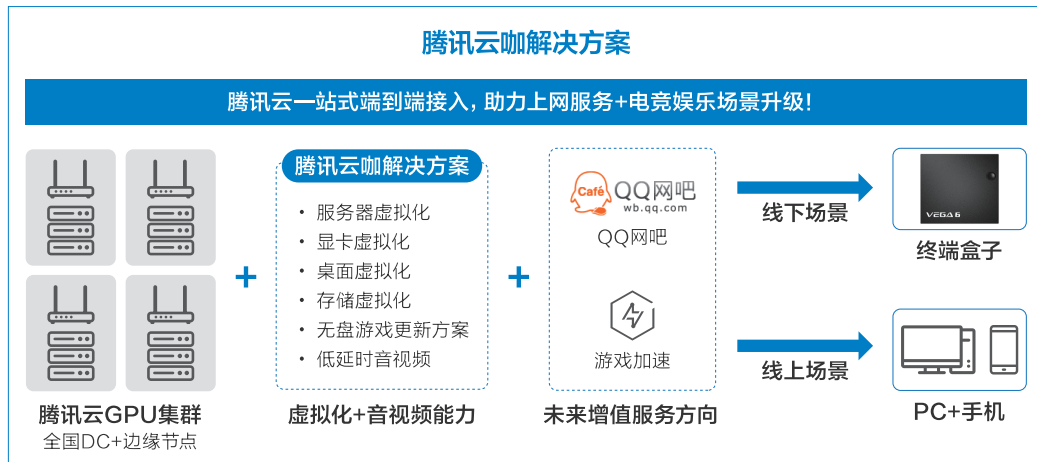 腾讯云咖解决方案
腾讯云一站式端到端接入，助力上网服务+电竞娱乐场景升级！
腾讯云GPU集群
全国DC+边缘节点
+
腾讯云咖解决方案
• 服务器虚拟化
• 显卡虚拟化
• 桌面虚拟化
• 存储虚拟化
• 无盘游戏更新方案
• 低延时音视频
虚拟化+音视频能力
+
Café QQ网吧
wb.qq.com
QQ网吧
游戏加速
未来增值服务方向
线下场景
VEGA6
终端盒子
线上场景
PC+手机